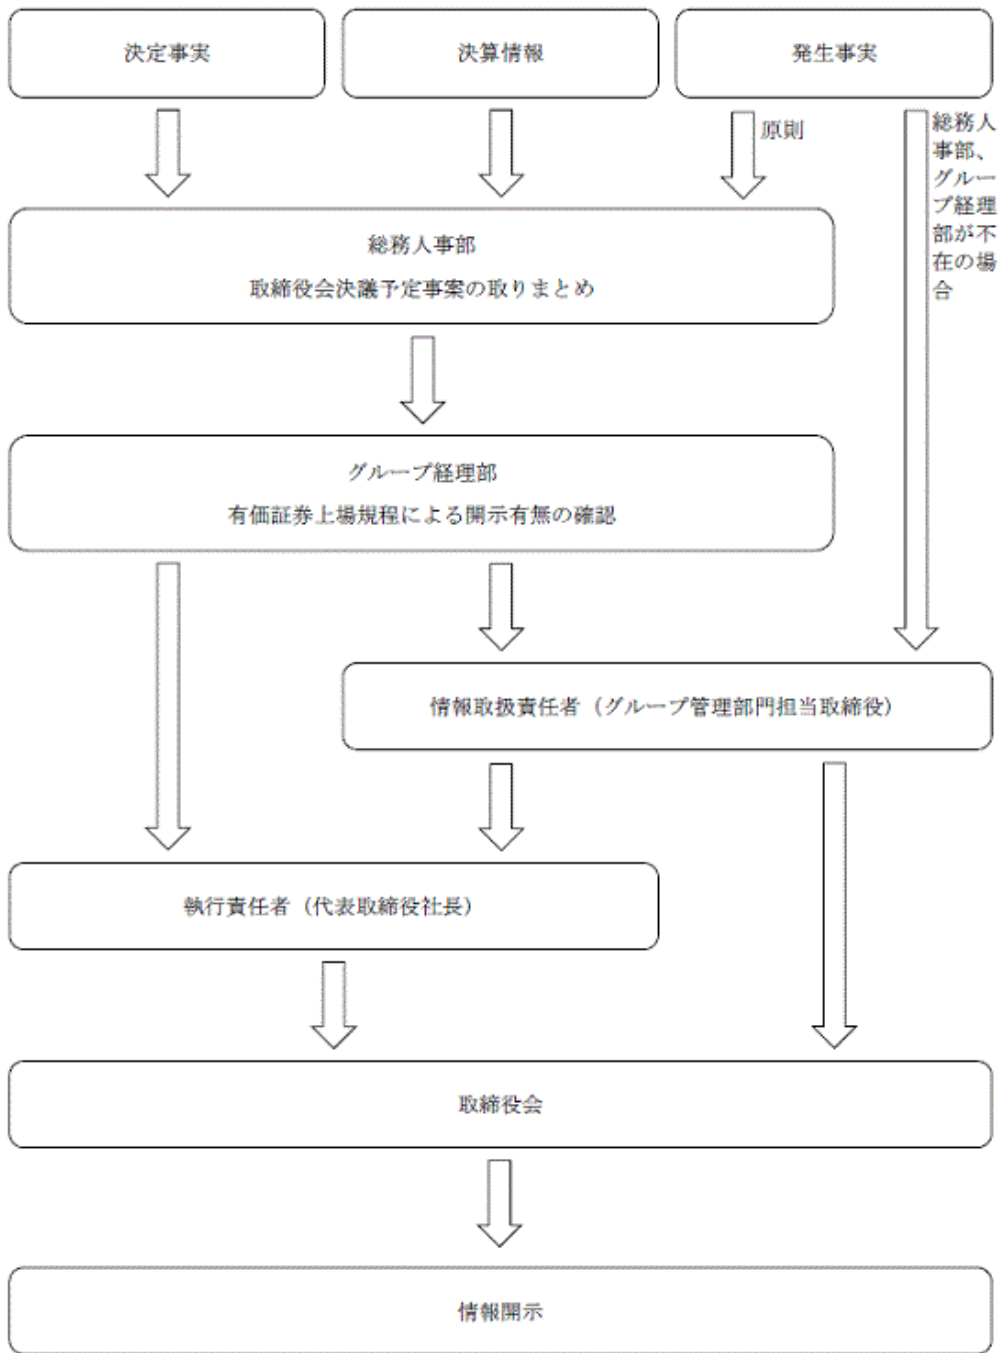 決定事実
決算情報
発生事実
原則
総務人
事部、
グルー
プ経理
部が不
在の場
合
総務人事部
取締役会決議予定事案の取りまとめ
グループ経理部
有価証券上場規程による開示有無の確認
情報取扱責任者（グループ管理部門担当取締役）
執行責任者（代表取締役社長）
取締役会
情報開示